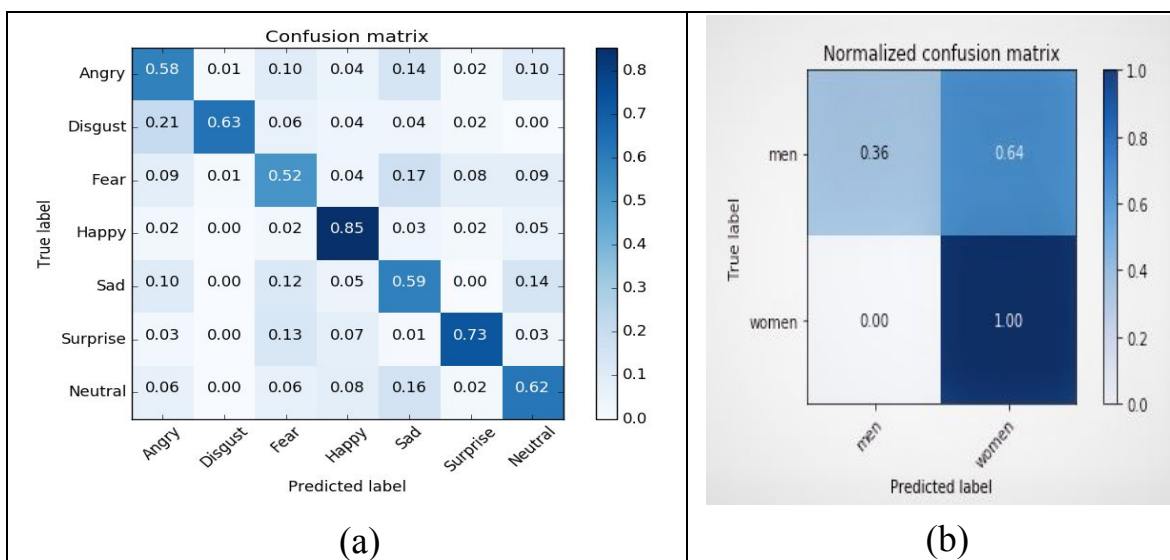 Confusion matrix
Angry 0.58 0.01 0.10 0.04 0.14 0.02 0.10
Disgust 0.21 0.63 0.06 0.04 0.04 0.02 0.00
Fear 0.09 0.01 0.52 0.04 0.17 0.08 0.09
Happy 0.02 0.00 0.02 0.85 0.03 0.02 0.05
Sad 0.10 0.00 0.12 0.05 0.59 0.00 0.14
Surprise 0.03 0.00 0.13 0.07 0.01 0.73 0.03
Neutral 0.06 0.00 0.06 0.08 0.16 0.02 0.62
True label
Angry Disgust Fear Happy Sad Surprise Neutral
Predicted label
0.8
0.7
0.6
0.5
0.4
0.3
0.2
0.1
0.0
(a)
Normalized confusion matrix
men 0.36 0.64
women 0.00 1.00
True label
men women
Predicted label
1.0
0.8
0.6
0.4
0.2
0.0
(b)